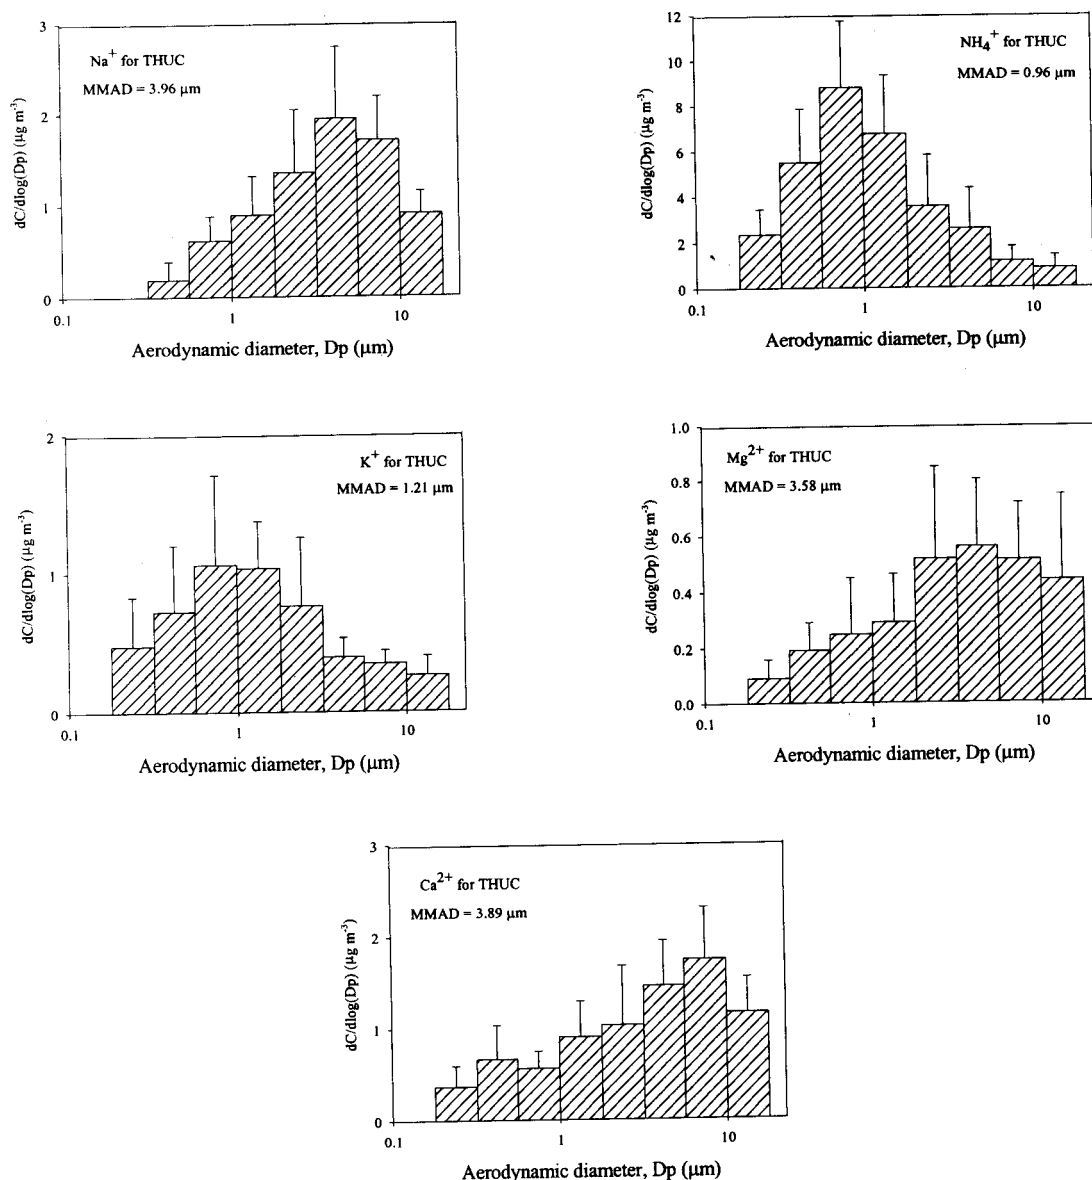 3
2
1
0
dC/dlog(Dp) (μg m-3)
Na+ for THUC
MMAD = 3.96 μm
0.1
1
10
Aerodynamic diameter, Dp (μm)
12
10
8
6
4
2
0
dC/dlog(Dp) (μg m-3)
NH4+ for THUC
MMAD = 0.96 μm
0.1
1
10
Aerodynamic diameter, Dp (μm)
2
1
0
dC/dlog(Dp) (μg m-3)
K+ for THUC
MMAD = 1.21 μm
0.1
1
10
Aerodynamic diameter, Dp (μm)
1.0
0.8
0.6
0.4
0.2
0.0
dC/dlog(Dp) (μg m-3)
Mg2+ for THUC
MMAD = 3.58 μm
0.1
1
10
Aerodynamic diameter, Dp (μm)
3
2
1
0
dC/dlog(Dp) (μg m-3)
Ca2+ for THUC
MMAD = 3.89 μm
0.1
1
10
Aerodynamic diameter, Dp (μm)